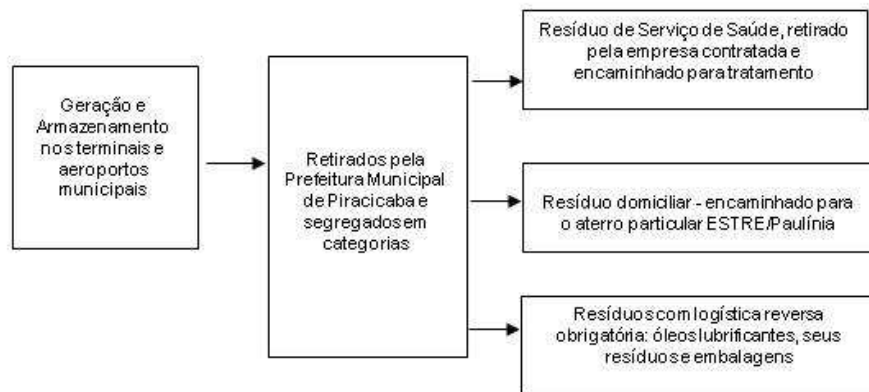 Geração e
Armazenamento
nos terminais e
aeroportos
municipais
Retirados pela
Prefeitura Municipal
de Piracicaba e
segregados em
categorias
Resíduo de Serviço de Saúde, retirado
pela empresa contratada e
encaminhado para tratamento
Resíduo domiciliar - encaminhado para
o aterro particular ESTRE/Paulínia
Resíduos com logística reversa
obrigatória: óleos lubrificantes, seus
resíduos e embalagens